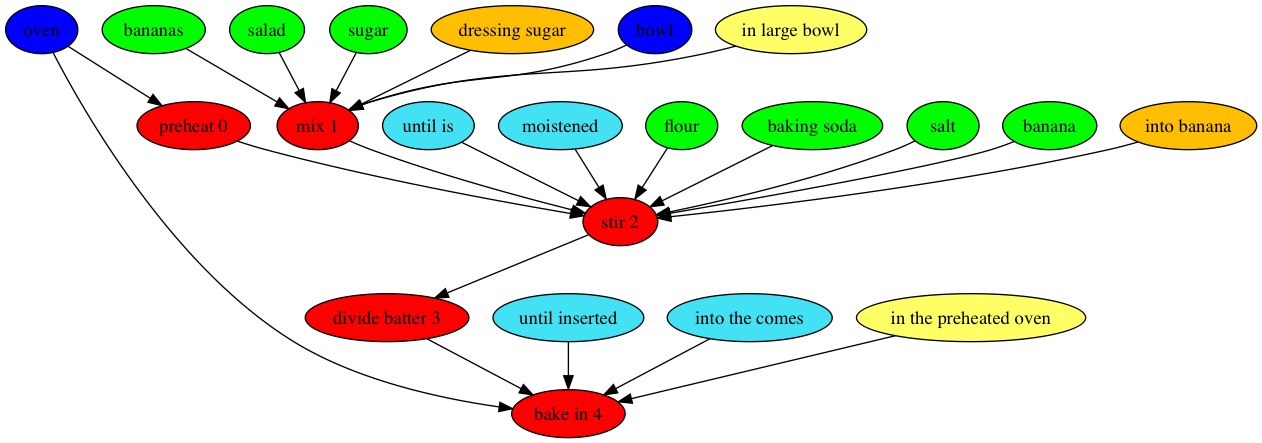 oven
bananas
salad
sugar
dressing sugar
bowl
in large bowl
preheat 0
mix 1
until is
moistened
flour
baking soda
salt
banana
into banana
stir 2
divide batter 3
until inserted
into the comes
in the preheated oven
bake in 4